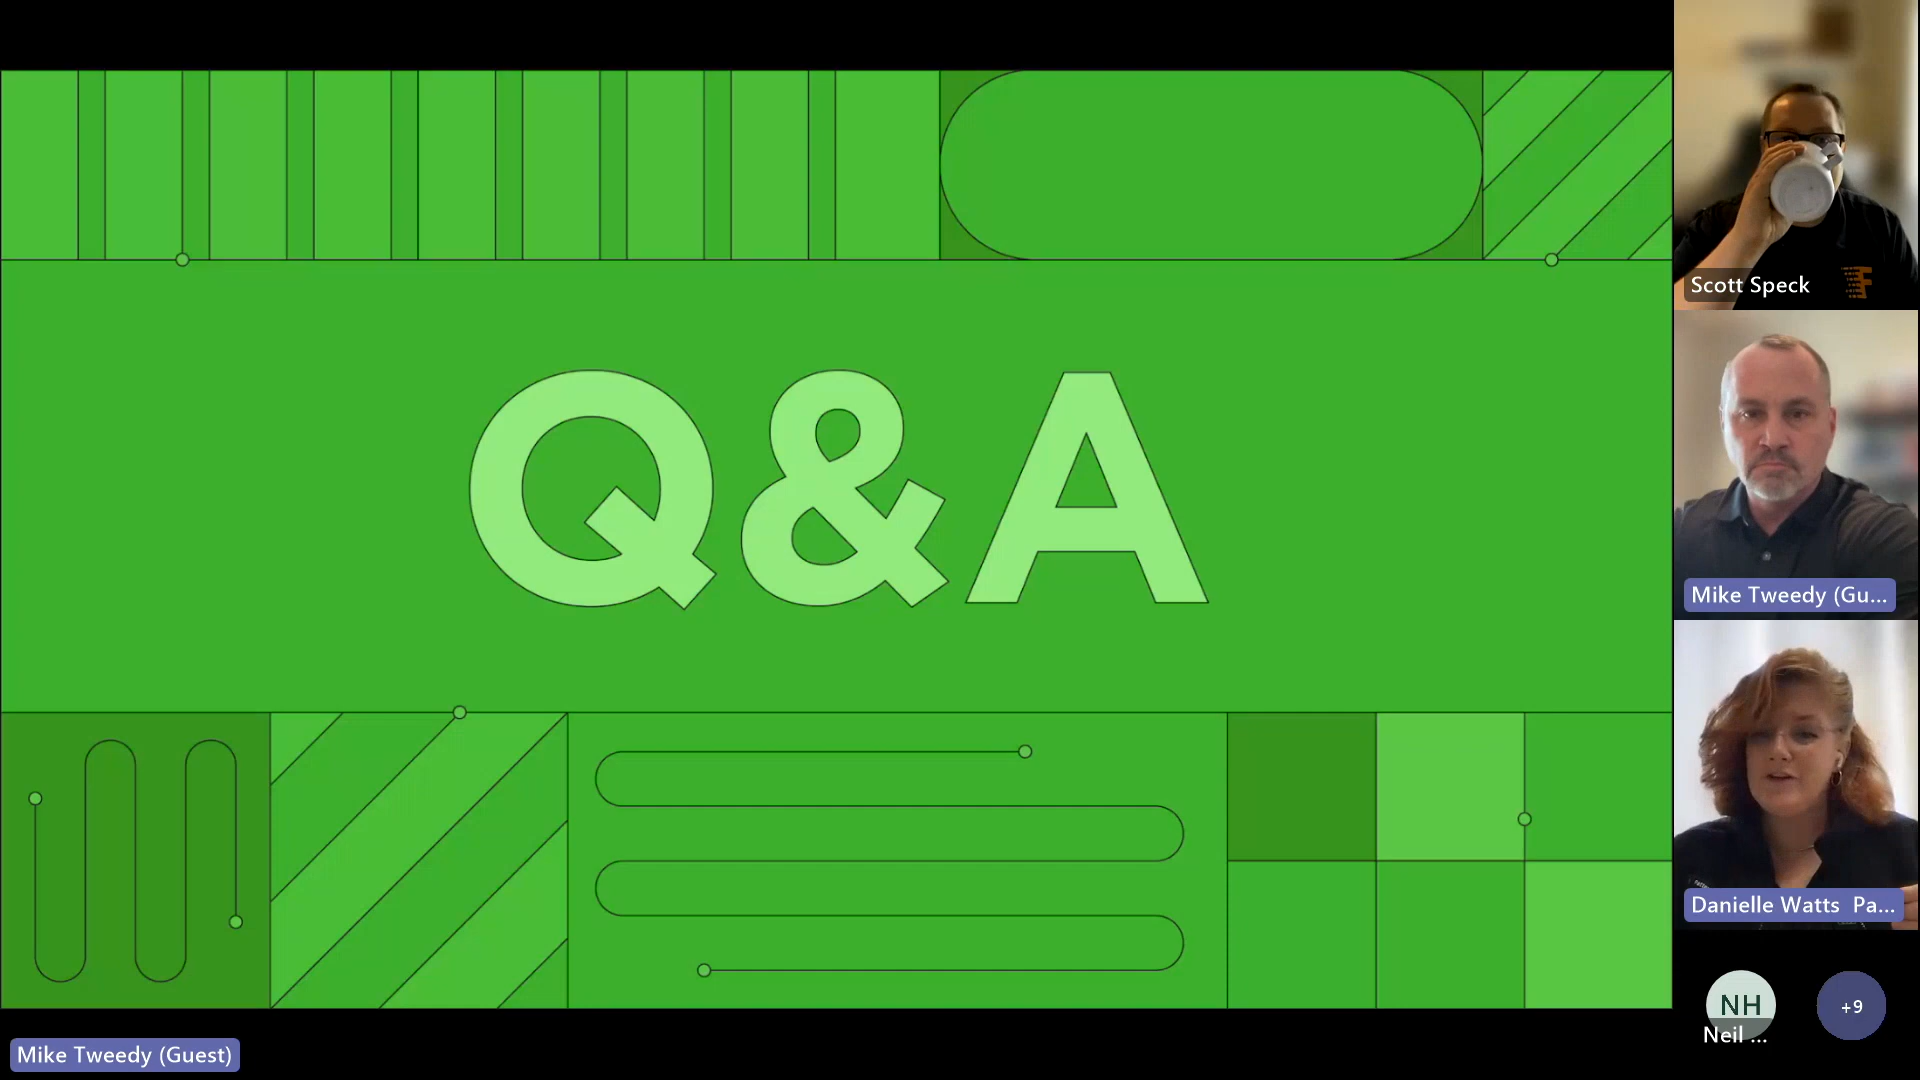 Q&A
Scott Speck
Mike Tweedy (Gu...
Danielle Watts Pa...
NH
Neil ...
+9
Mike Tweedy (Guest)